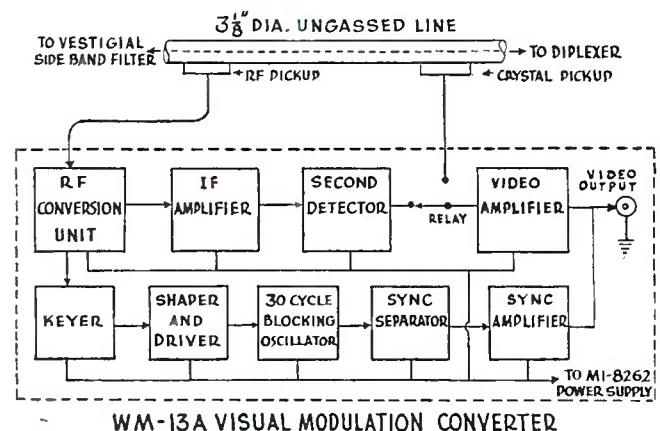 3 1/8" DIA. UNGASSED LINE
TO VESTIGIAL
SIDE BAND FILTER
TO DIPLEXER
RF PICKUP
CRYSTAL PICKUP
RF
CONVERSION
UNIT
IF
AMPLIFIER
SECOND
DETECTOR
RELAY
VIDEO
AMPLIFIER
VIDEO
OUTPUT
KEYER
SHAPER
AND
DRIVER
30 CYCLE
BLOCKING
OSCILLATOR
SYNC
SEPARATOR
SYNC
AMPLIFIER
TO MI-8262
POWER SUPPLY
WM-13A VISUAL MODULATION CONVERTER